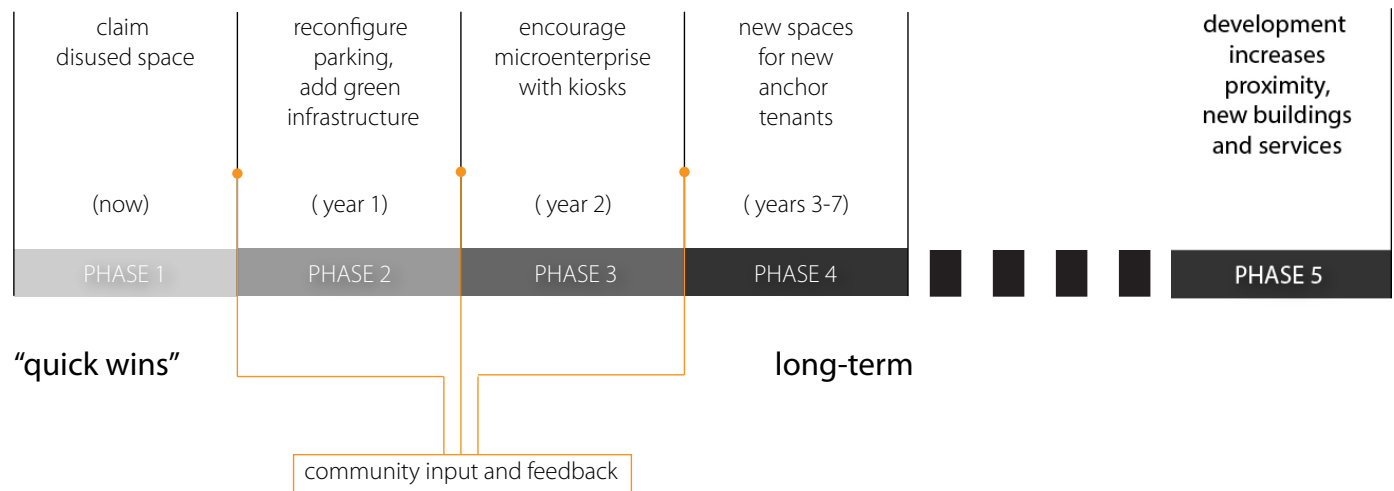 claim
disused space
(now)
PHASE 1
reconfigure
parking,
add green
infrastructure
( year 1)
PHASE 2
encourage
microenterprise
with kiosks
( year 2)
PHASE 3
new spaces
for new
anchor
tenants
( years 3-7)
PHASE 4
development
increases
proximity,
new buildings
and services
PHASE 5
“quick wins”
long-term
community input and feedback